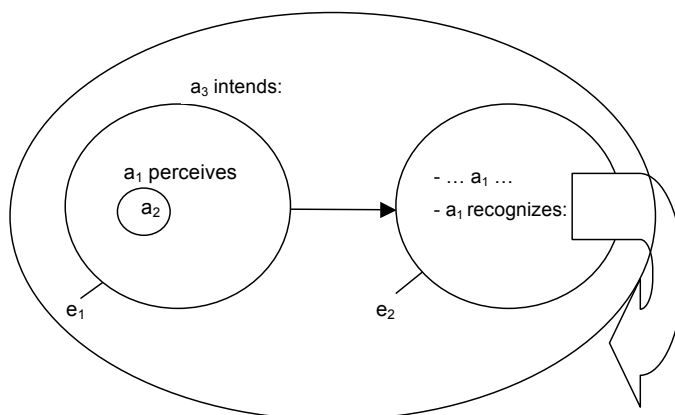 a₃ intends:
a₁ perceives
a₂
- … a₁ …
- a₁ recognizes:
e₁
e₂